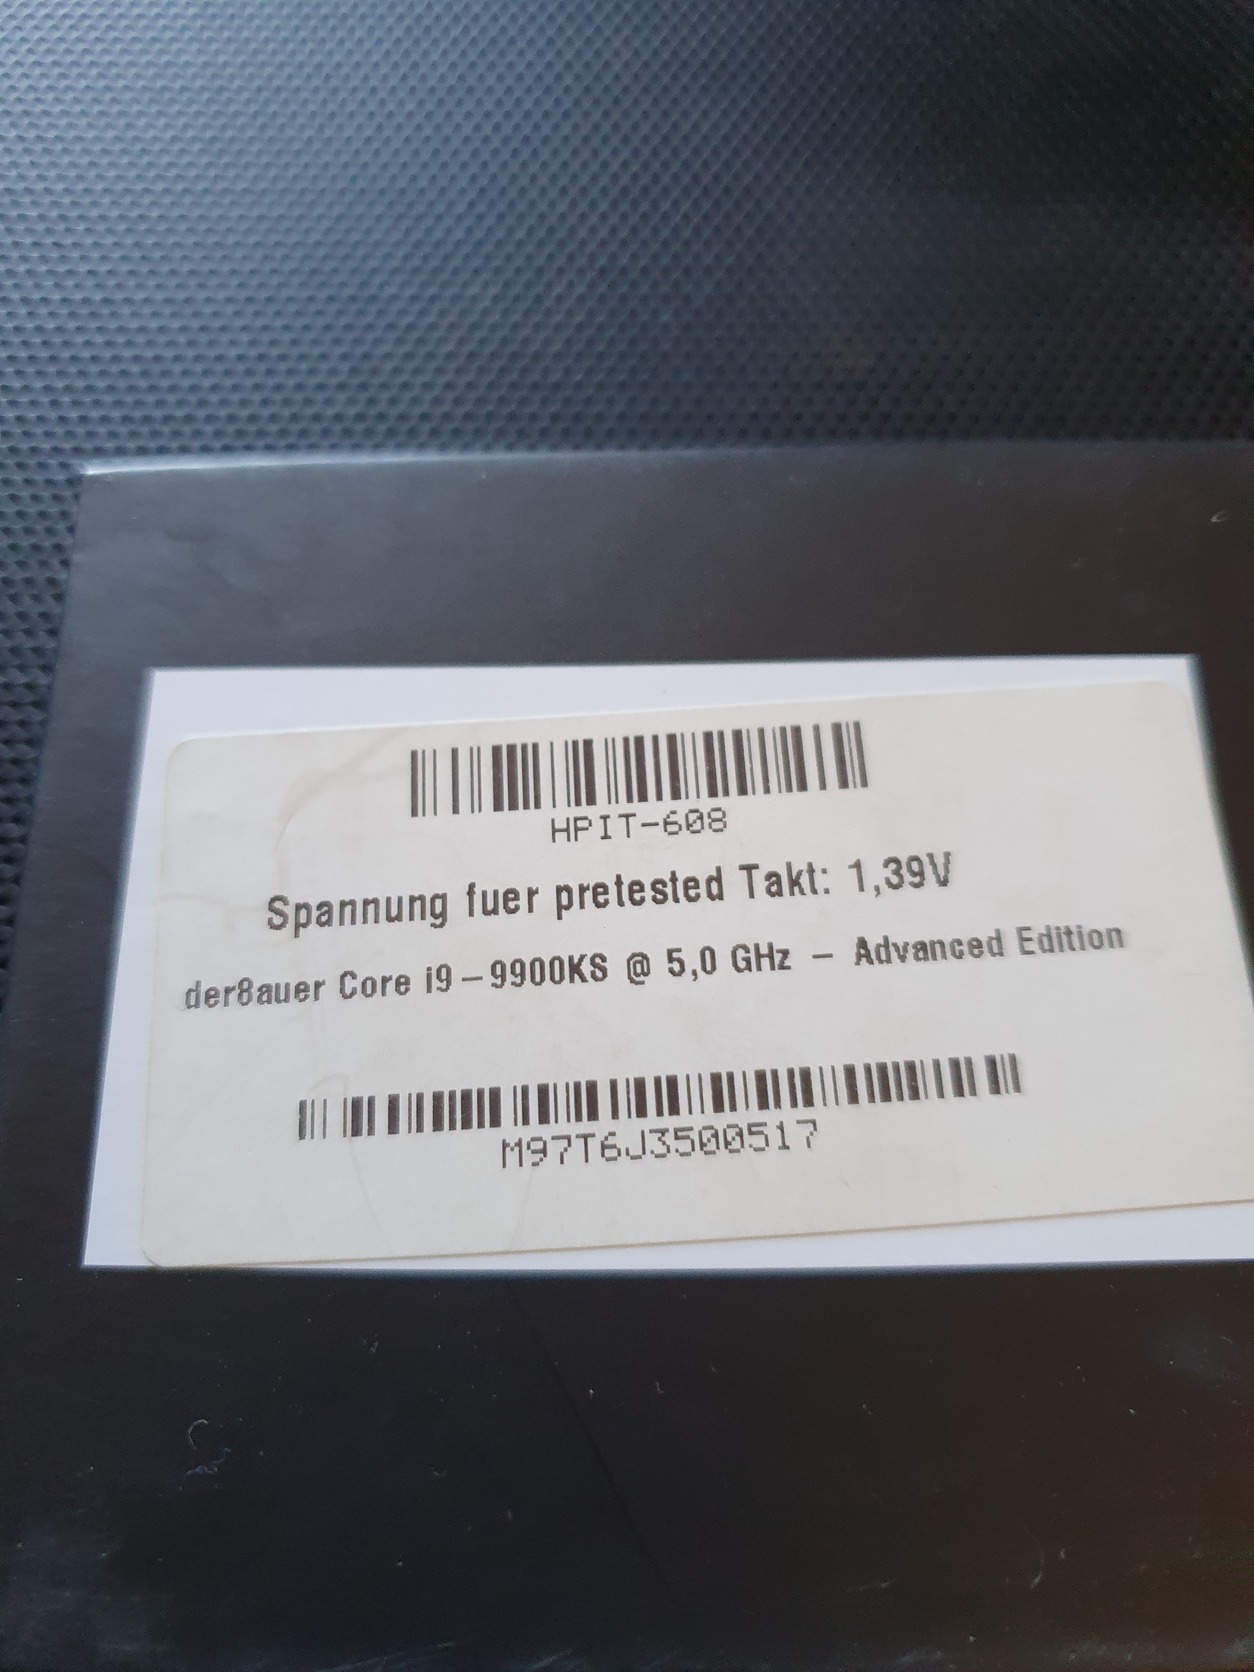 HPIT-608
Spannung fuer pretested Takt: 1,39V
der8auer Core i9-9900KS @ 5,0 GHz - Advanced Edition
M97T6J3500517